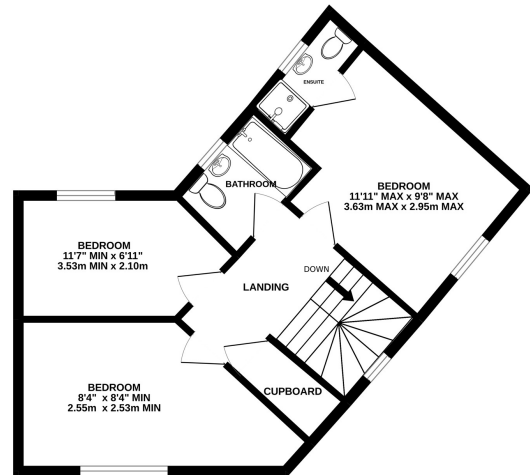 ENSUITE
BATHROOM
BEDROOM
11'11" MAX x 9'8" MAX
3.63m MAX x 2.95m MAX
BEDROOM
11'7" MIN x 6'11"
3.53m MIN x 2.10m
DOWN
LANDING
BEDROOM
8'4" x 8'4" MIN
2.55m x 2.53m MIN
CUPBOARD